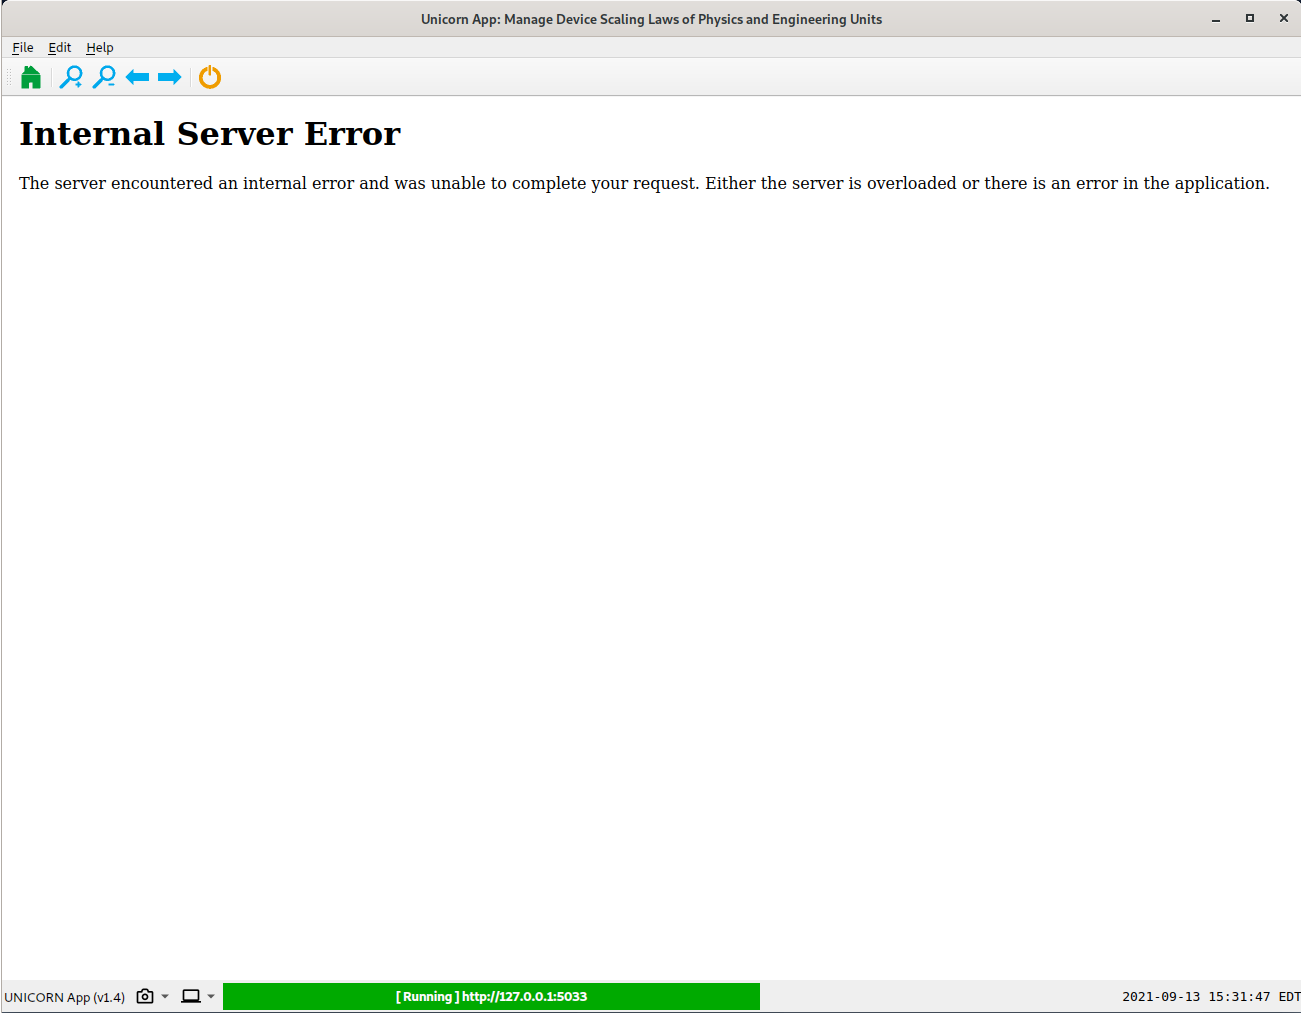 Unicorn App: Manage Device Scaling Laws of Physics and Engineering Units
File Edit Help
Internal Server Error
The server encountered an internal error and was unable to complete your request. Either the server is overloaded or there is an error in the application.
UNICORN App (v1.4) [ Running ] http://127.0.0.1:5033 2021-09-13 15:31:47 EDT